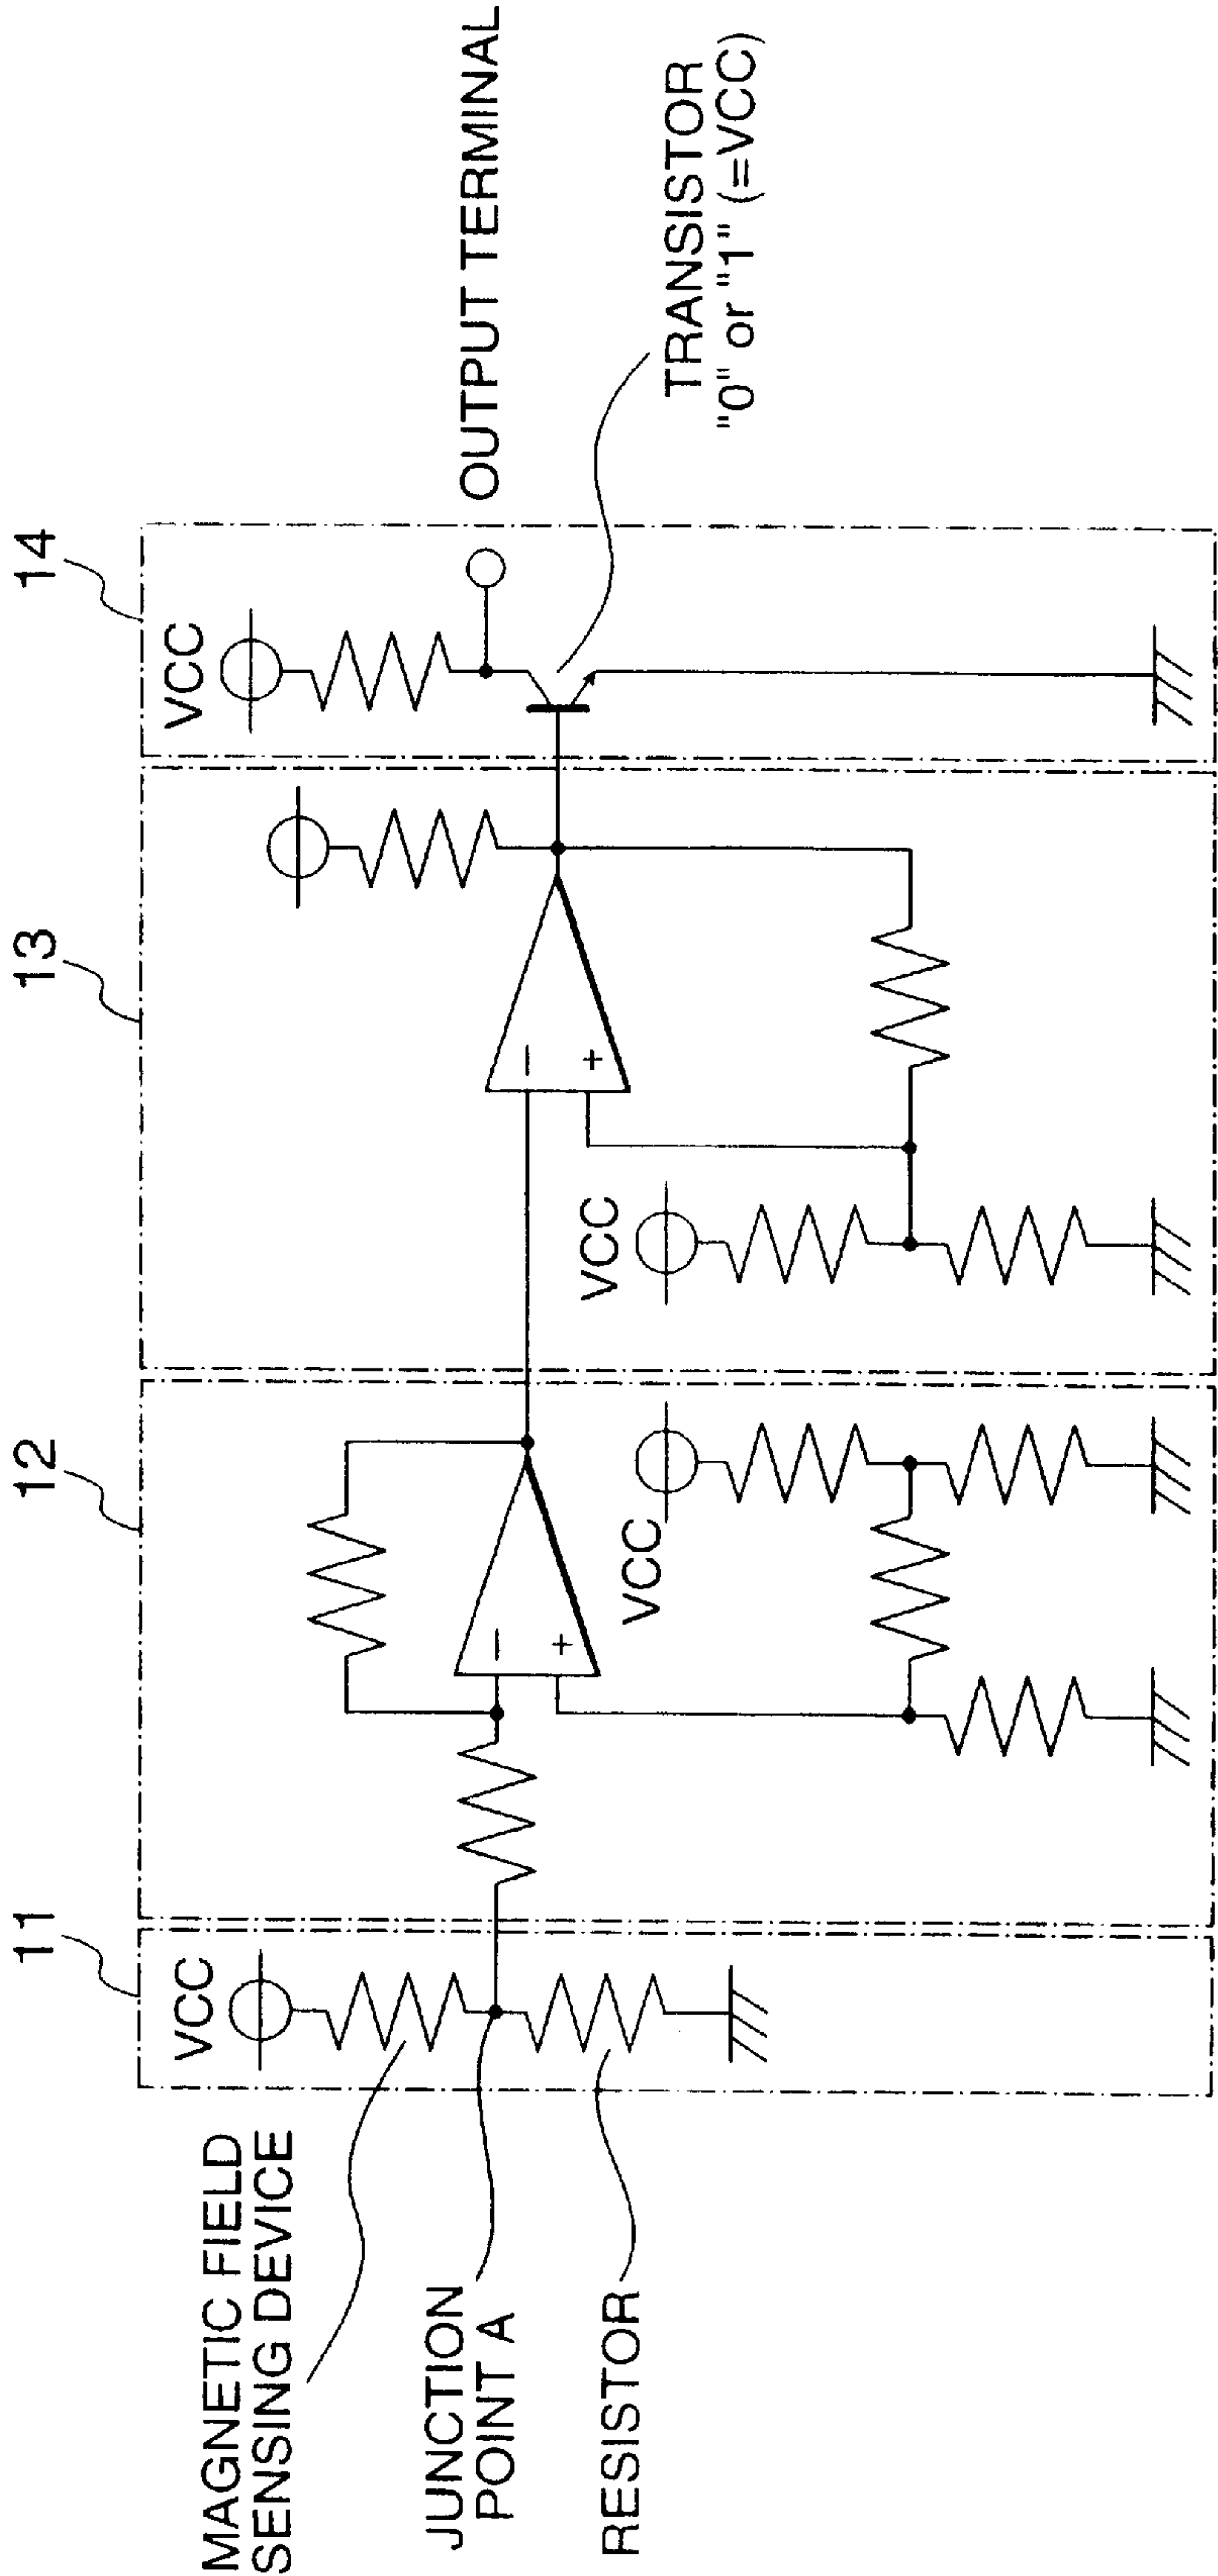 11
12
13
14
MAGNETIC FIELD
SENSING DEVICE
JUNCTION
POINT A
RESISTOR
VCC
−
+
VCC
−
+
VCC
VCC
OUTPUT TERMINAL
TRANSISTOR
"0" or "1" (=VCC)